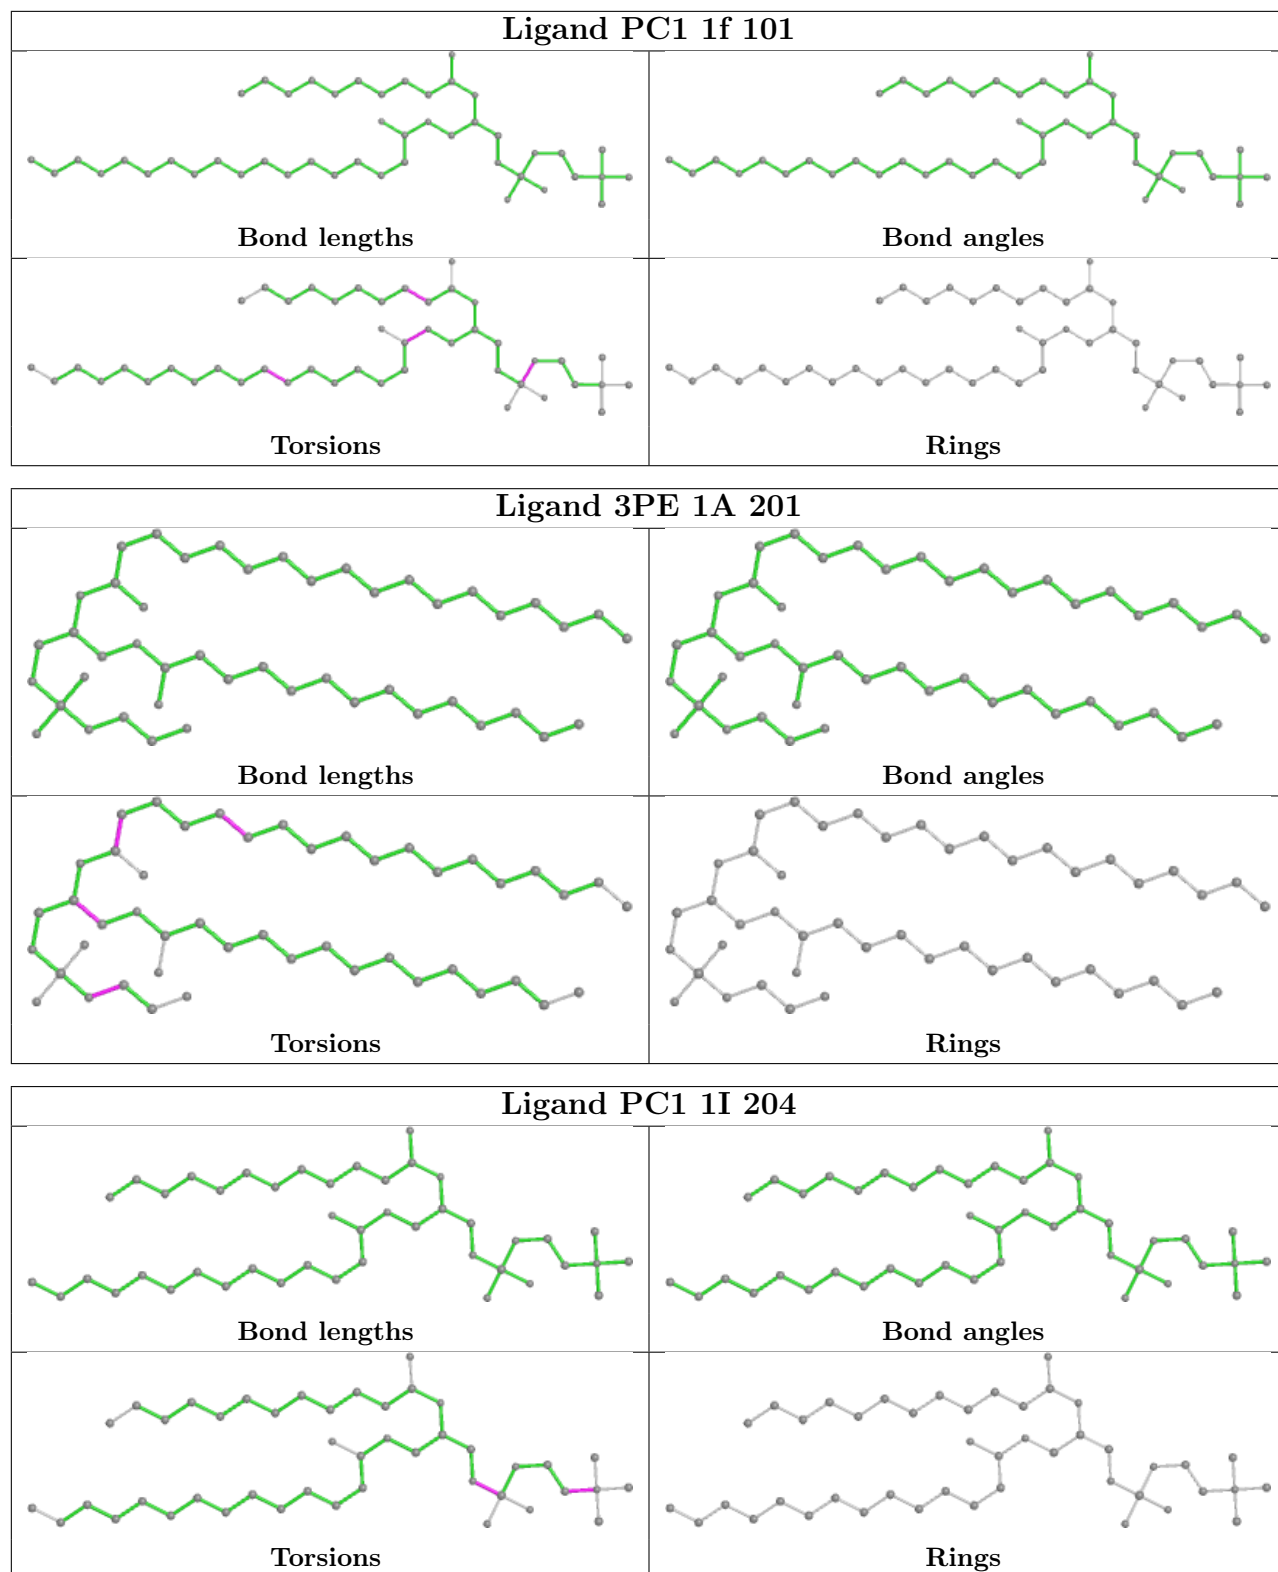 Ligand PC1 1f 101
Bond lengths
Bond angles
Torsions
Rings
Ligand 3PE 1A 201
Bond lengths
Bond angles
Torsions
Rings
Ligand PC1 1I 204
Bond lengths
Bond angles
Torsions
Rings